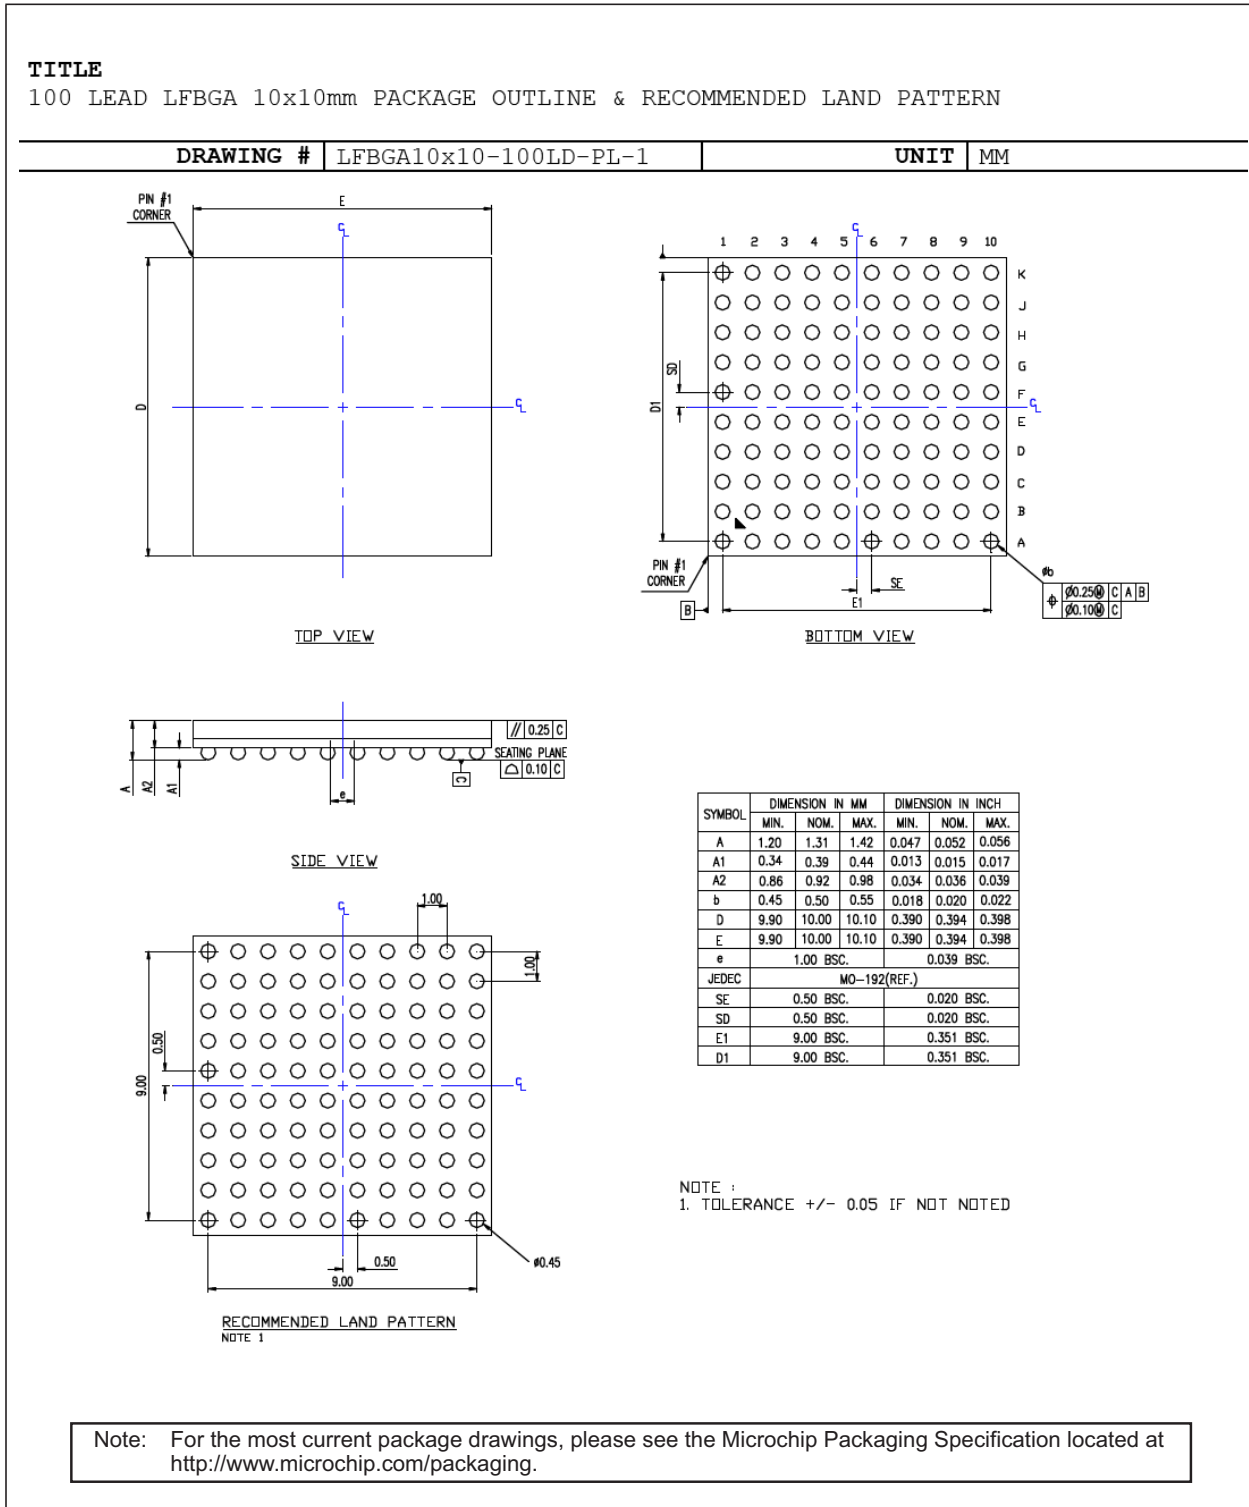 TITLE
100 LEAD LFBGA 10x10mm PACKAGE OUTLINE & RECOMMENDED LAND PATTERN
DRAWING # LFBGA10x10-100LD-PL-1 UNIT MM
PIN #1
CORNER
E
D
TOP VIEW
1 2 3 4 5 6 7 8 9 10
K
J
H
G
F
E
D
C
B
A
SD
D1
PIN #1
CORNER
B
SE
E1
øb
Ø0.25Ⓜ C A B
Ø0.10Ⓜ C
BOTTOM VIEW
// 0.25 C
SEATING PLANE
0.10 C
C
A
A2
A1
e
SIDE VIEW
SYMBOL DIMENSION IN MM DIMENSION IN INCH
MIN. NOM. MAX. MIN. NOM. MAX.
A 1.20 1.31 1.42 0.047 0.052 0.056
A1 0.34 0.39 0.44 0.013 0.015 0.017
A2 0.86 0.92 0.98 0.034 0.036 0.039
b 0.45 0.50 0.55 0.018 0.020 0.022
D 9.90 10.00 10.10 0.390 0.394 0.398
E 9.90 10.00 10.10 0.390 0.394 0.398
e 1.00 BSC. 0.039 BSC.
JEDEC MO-192(REF.)
SE 0.50 BSC. 0.020 BSC.
SD 0.50 BSC. 0.020 BSC.
E1 9.00 BSC. 0.351 BSC.
D1 9.00 BSC. 0.351 BSC.
1.00
1.00
0.50
9.00
0.50
9.00
ø0.45
RECOMMENDED LAND PATTERN
NOTE 1
NOTE :
1. TOLERANCE +/- 0.05 IF NOT NOTED
Note: For the most current package drawings, please see the Microchip Packaging Specification located at
http://www.microchip.com/packaging.